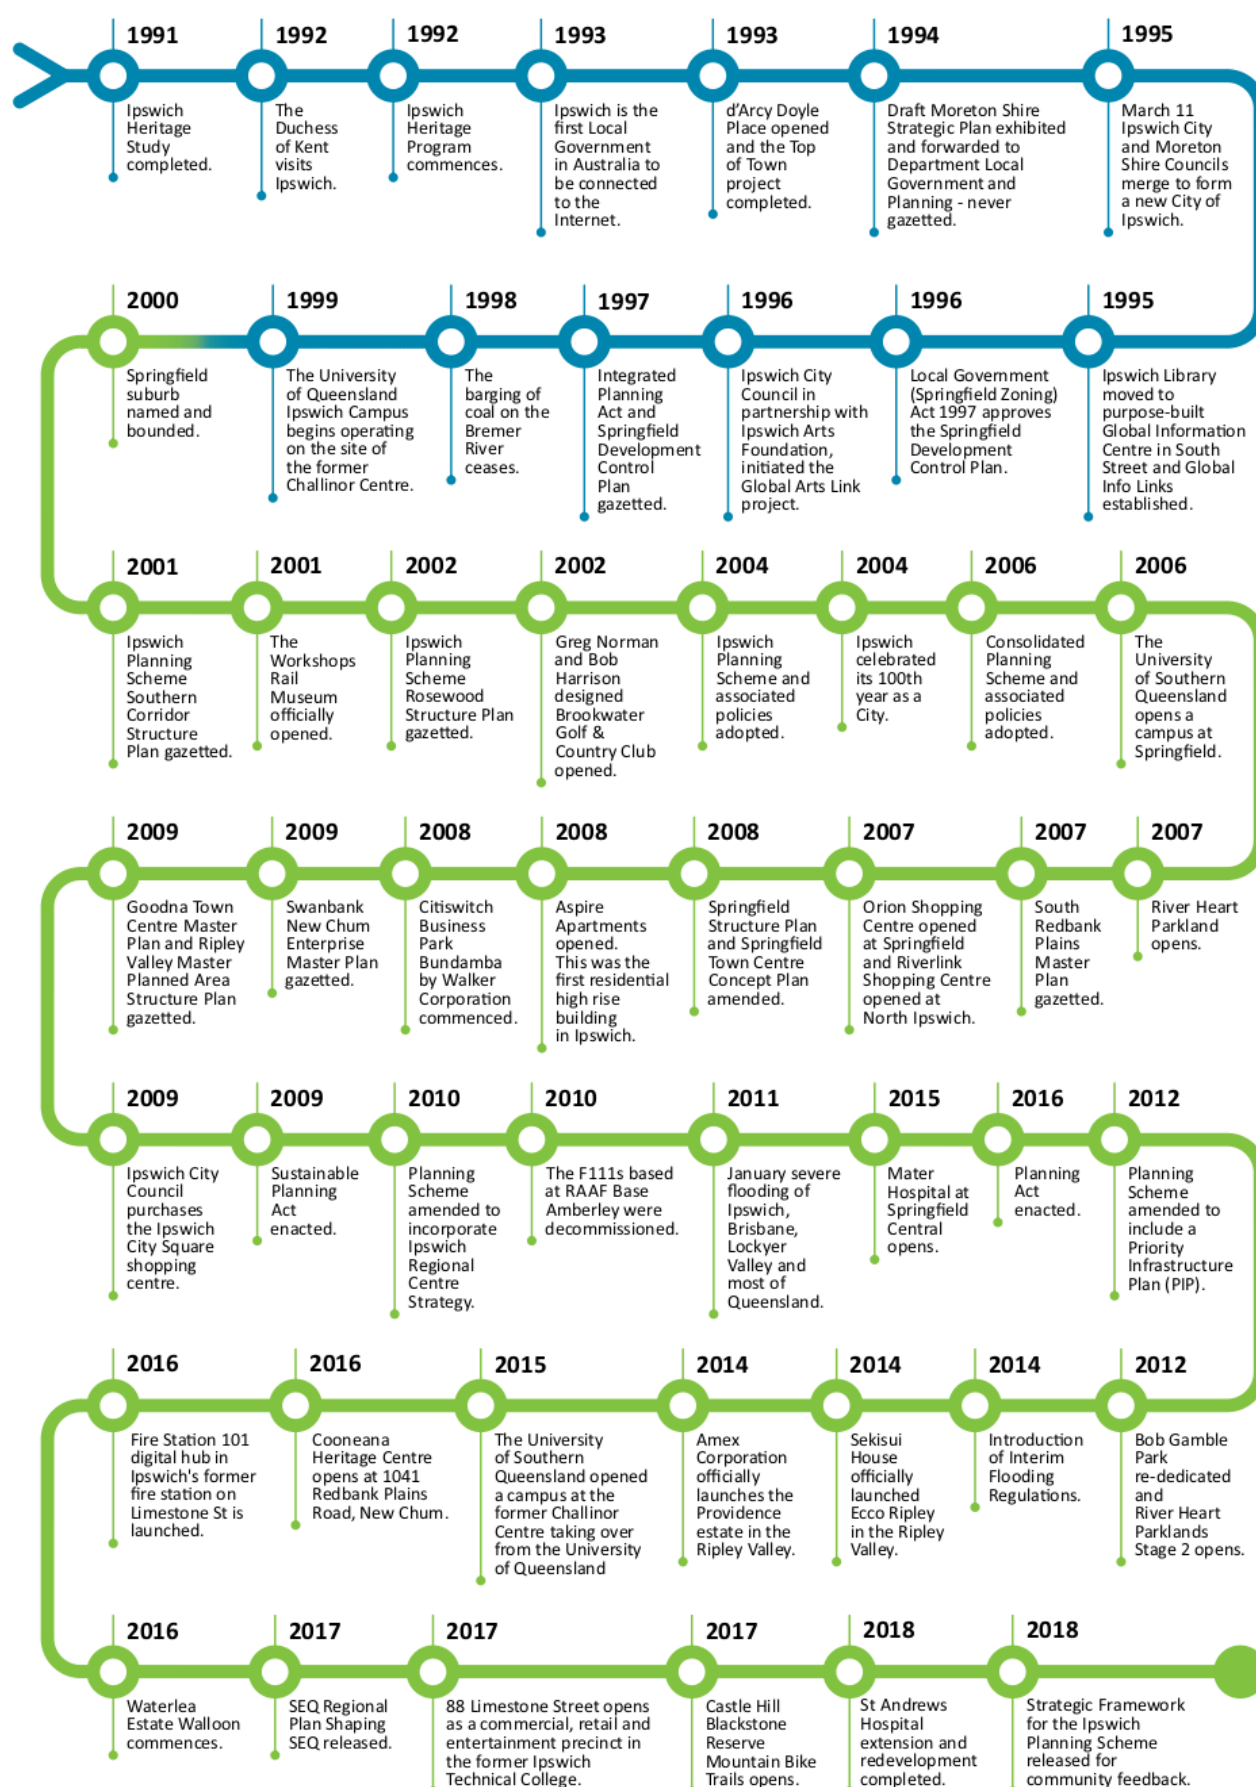 1991
Ipswich
Heritage
Study
completed.
1992
The
Duchess
of Kent
visits
Ipswich.
1992
Ipswich
Heritage
Program
commences.
1993
Ipswich is the
first Local
Government
in Australia to
be connected
to the
Internet.
1993
d'Arcy Doyle
Place opened
and the Top
of Town
project
completed.
1994
Draft Moreton Shire
Strategic Plan exhibited
and forwarded to
Department Local
Government and
Planning - never
gazetted.
1995
March 11
Ipswich City
and Moreton
Shire Councils
merge to form
a new City of
Ipswich.
1995
Ipswich Library
moved to
purpose-built
Global Information
Centre in South
Street and Global
Info Links
established.
1996
Local Government
(Springfield Zoning)
Act 1997 approves
the Springfield
Development
Control Plan.
1996
Ipswich City
Council in
partnership with
Ipswich Arts
Foundation,
initiated the
Global Arts Link
project.
1997
Integrated
Planning
Act and
Springfield
Development
Control
Plan
gazetted.
1998
The
barging of
coal on the
Bremer
River
ceases.
1999
The University
of Queensland
Ipswich Campus
begins operating
on the site of
the former
Challinor Centre.
2000
Springfield
suburb
named and
bounded.
2001
Ipswich
Planning
Scheme
Southern
Corridor
Structure
Plan gazetted.
2001
The
Workshops
Rail
Museum
officially
opened.
2002
Ipswich
Planning
Scheme
Rosewood
Structure Plan
gazetted.
2002
Greg Norman
and Bob
Harrison
designed
Brookwater
Golf &
Country Club
opened.
2004
Ipswich
Planning
Scheme and
associated
policies
adopted.
2004
Ipswich
celebrated
its 100th
year as a
City.
2006
Consolidated
Planning
Scheme and
associated
policies
adopted.
2006
The
University
of Southern
Queensland
opens a
campus at
Springfield.
2007
River Heart
Parkland
opens.
2007
South
Redbank
Plains
Master
Plan
gazetted.
2007
Orion Shopping
Centre opened
at Springfield
and Riverlink
Shopping Centre
opened at
North Ipswich.
2008
Springfield
Structure Plan
and Springfield
Town Centre
Concept Plan
amended.
2008
Aspire
Apartments
opened.
This was the
first residential
high rise
building
in Ipswich.
2008
Citiswitch
Business
Park
Bundamba
by Walker
Corporation
commenced.
2009
Swanbank
New Chum
Enterprise
Master Plan
gazetted.
2009
Goodna Town
Centre Master
Plan and Ripley
Valley Master
Planned Area
Structure Plan
gazetted.
2009
Ipswich City
Council
purchases
the Ipswich
City Square
shopping
centre.
2009
Sustainable
Planning
Act
enacted.
2010
Planning
Scheme
amended to
incorporate
Ipswich
Regional
Centre
Strategy.
2010
The F111s based
at RAAF Base
Amberley were
decommissioned.
2011
January severe
flooding of
Ipswich,
Brisbane,
Lockyer
Valley and
most of
Queensland.
2015
Mater
Hospital at
Springfield
Central
opens.
2016
Planning
Act
enacted.
2012
Planning
Scheme
amended to
include a
Priority
Infrastructure
Plan (PIP).
2012
Bob Gamble
Park
re-dedicated
and
River Heart
Parklands
Stage 2 opens.
2014
Introduction
of Interim
Flooding
Regulations.
2014
Sekisui
House
officially
launched
Ecco Ripley
in the Ripley
Valley.
2014
Amex
Corporation
officially
launches the
Providence
estate in the
Ripley Valley.
2015
The University
of Southern
Queensland opened
a campus at the
former Challinor
Centre taking over
from the University
of Queensland
2016
Cooneana
Heritage Centre
opens at 1041
Redbank Plains
Road, New Chum.
2016
Fire Station 101
digital hub in
Ipswich's former
fire station on
Limestone St is
launched.
2016
Waterlea
Estate Walloon
commences.
2017
SEQ Regional
Plan Shaping
SEQ released.
2017
88 Limestone Street opens
as a commercial, retail and
entertainment precinct in
the former Ipswich
Technical College.
2017
Castle Hill
Blackstone
Reserve
Mountain Bike
Trails opens.
2018
St Andrews
Hospital
extension and
redevelopment
completed.
2018
Strategic Framework
for the Ipswich
Planning Scheme
released for
community feedback.